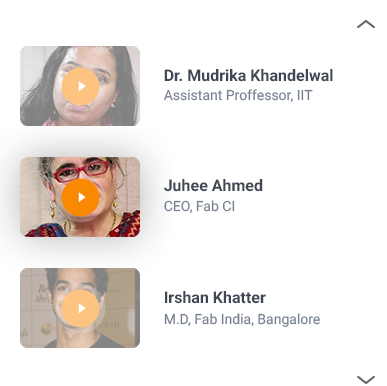 Dr. Mudrika Khandelwal
Assistant Proffessor, IIT
Juhee Ahmed
CEO, Fab CI
Irshan Khatter
M.D, Fab India, Bangalore